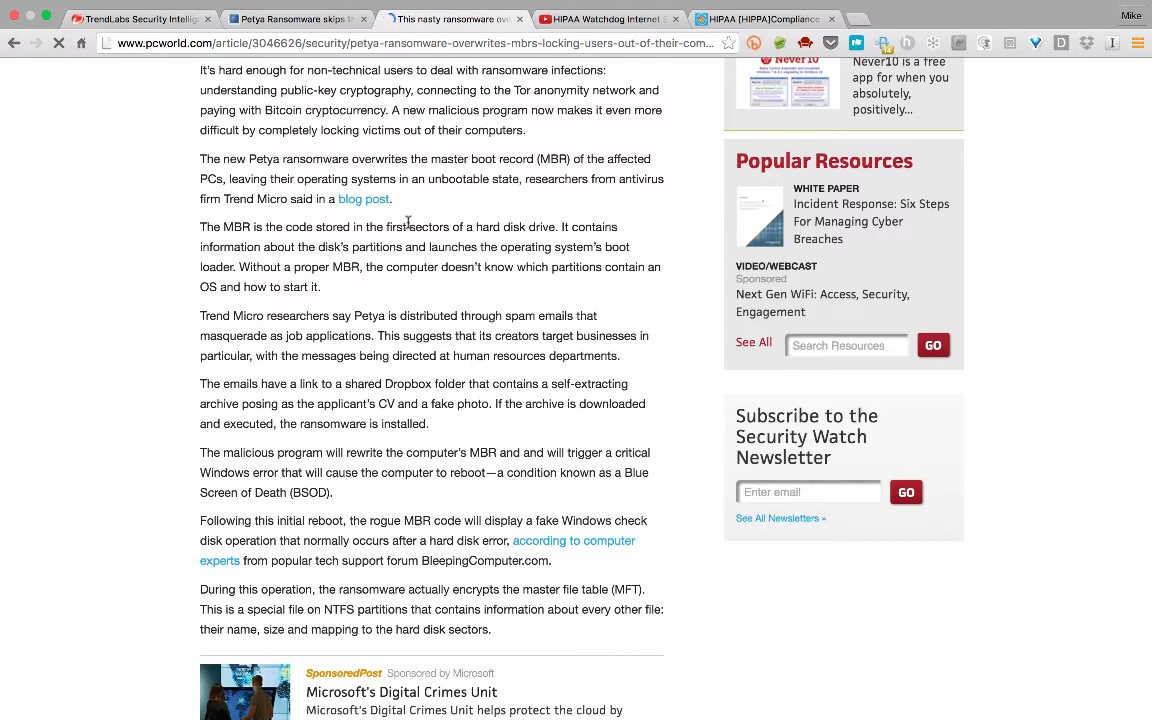 TrendLabs Security Intellig
Petya Ransomware skips th
This nasty ransomware ove
HIPAA Watchdog Internet S
HIPAA [HIPPA]Compliance
Mike
www.pcworld.com/article/3046626/security/petya-ransomware-overwrites-mbrs-locking-users-out-of-their-com...
It's hard enough for non-technical users to deal with ransomware infections:
understanding public-key cryptography, connecting to the Tor anonymity network and
paying with Bitcoin cryptocurrency. A new malicious program now makes it even more
difficult by completely locking victims out of their computers.
The new Petya ransomware overwrites the master boot record (MBR) of the affected
PCs, leaving their operating systems in an unbootable state, researchers from antivirus
firm Trend Micro said in a blog post.
The MBR is the code stored in the first sectors of a hard disk drive. It contains
information about the disk's partitions and launches the operating system's boot
loader. Without a proper MBR, the computer doesn't know which partitions contain an
OS and how to start it.
Trend Micro researchers say Petya is distributed through spam emails that
masquerade as job applications. This suggests that its creators target businesses in
particular, with the messages being directed at human resources departments.
The emails have a link to a shared Dropbox folder that contains a self-extracting
archive posing as the applicant's CV and a fake photo. If the archive is downloaded
and executed, the ransomware is installed.
The malicious program will rewrite the computer's MBR and and will trigger a critical
Windows error that will cause the computer to reboot—a condition known as a Blue
Screen of Death (BSOD).
Following this initial reboot, the rogue MBR code will display a fake Windows check
disk operation that normally occurs after a hard disk error, according to computer
experts from popular tech support forum BleepingComputer.com.
During this operation, the ransomware actually encrypts the master file table (MFT).
This is a special file on NTFS partitions that contains information about every other file:
their name, size and mapping to the hard disk sectors.
SponsoredPost Sponsored by Microsoft
Microsoft's Digital Crimes Unit
Microsoft's Digital Crimes Unit helps protect the cloud by
Never10
Never10 is a free
app for when you
absolutely,
positively...
Popular Resources
WHITE PAPER
Incident Response: Six Steps
For Managing Cyber
Breaches
VIDEO/WEBCAST
Sponsored
Next Gen WiFi: Access, Security,
Engagement
See All
Search Resources
GO
Subscribe to the
Security Watch
Newsletter
Enter email
GO
See All Newsletters »